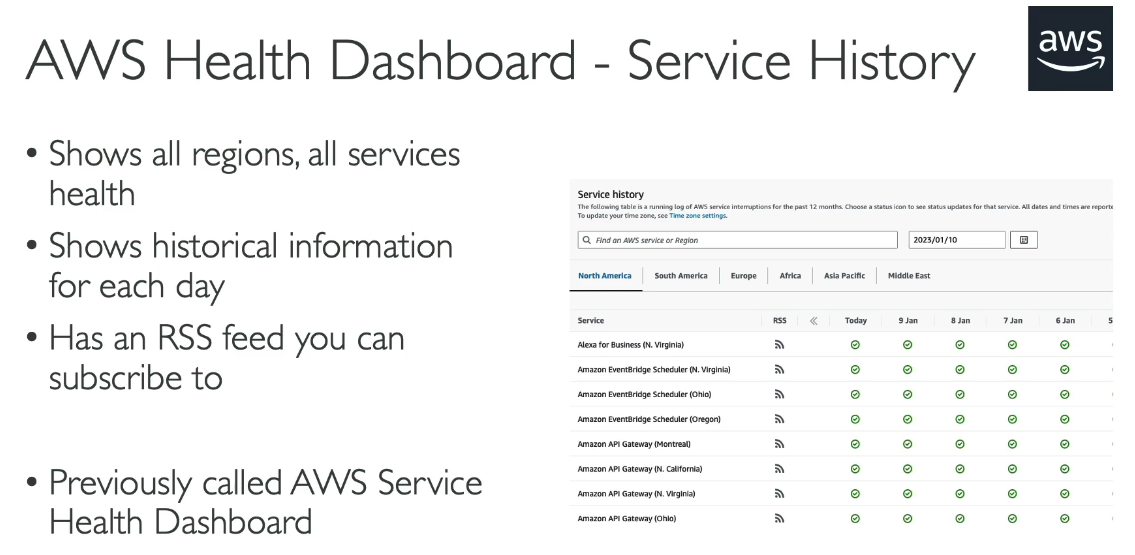 AWS Health Dashboard - Service History
aws
• Shows all regions, all services
health
• Shows historical information
for each day
• Has an RSS feed you can
subscribe to
• Previously called AWS Service
Health Dashboard
Service history
The following table is a running log of AWS service interruptions for the past 12 months. Choose a status icon to see status updates for that service. All dates and times are reporte
To update your time zone, see Time zone settings.
Find an AWS service or Region
2023/01/10
North America South America Europe Africa Asia Pacific Middle East
Service RSS Today 9 Jan 8 Jan 7 Jan 6 Jan 5
Alexa for Business (N. Virginia)
Amazon EventBridge Scheduler (N. Virginia)
Amazon EventBridge Scheduler (Ohio)
Amazon EventBridge Scheduler (Oregon)
Amazon API Gateway (Montreal)
Amazon API Gateway (N. California)
Amazon API Gateway (N. Virginia)
Amazon API Gateway (Ohio)